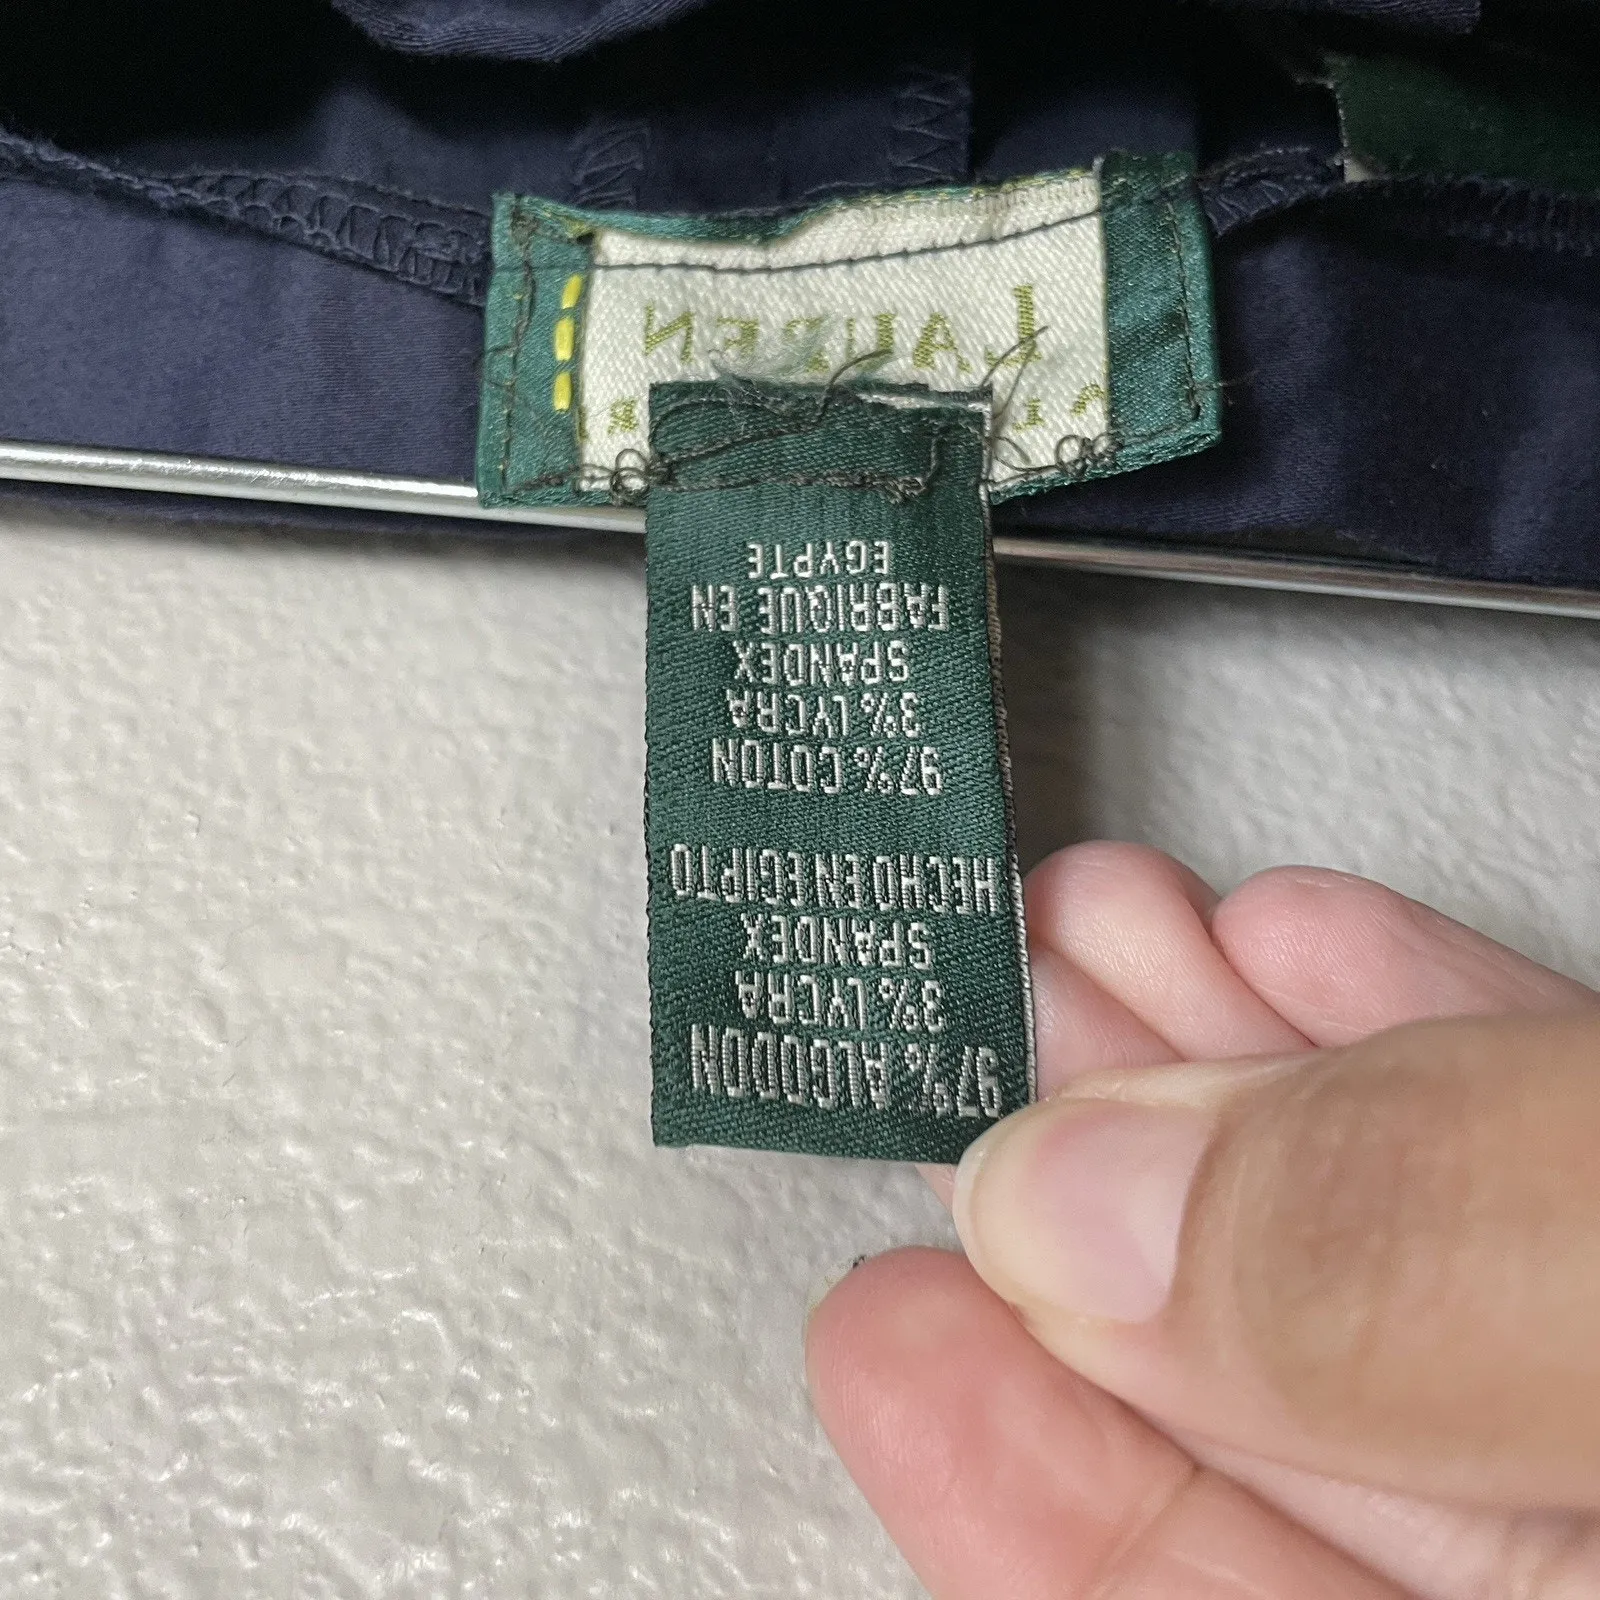 97% ALGODON
3% LYCRA
SPANDEX
HECHO EN EGIPTO
97% COTON
3% LYCRA
SPANDEX
FABRIQUE EN
EGYPTE
LAUREN